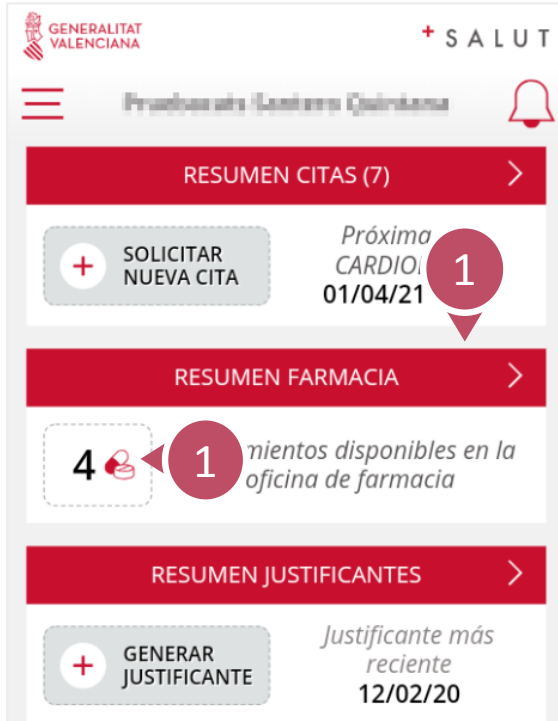 GENERALITAT
VALENCIANA
+ SALUT
RESUMEN CITAS (7)
SOLICITAR
NUEVA CITA
Próxima
01/04/21
1
RESUMEN FARMACIA
4
1
disponibles en la
oficina de farmacia
RESUMEN JUSTIFICANTES
GENERAR
JUSTIFICANTE
Justificante más
reciente
12/02/20